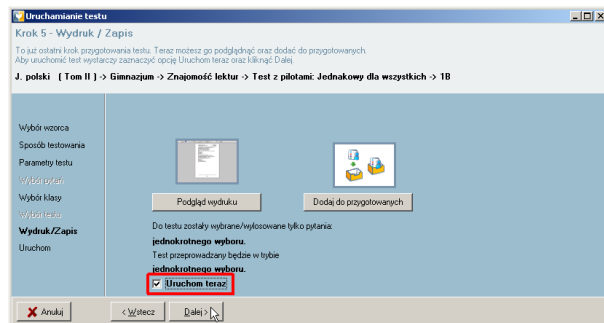 Uruchamianie testu
Krok 5 - Wydruk / Zapis
To już ostatni krok przygotowania testu. Teraz możesz go podglądnąć oraz dodać do przygotowanych.
Aby uruchomić test wystarczy zaznaczyć opcję Uruchom teraz oraz kliknąć Dalej.
J. polski ( Tom II ) -> Gimnazjum -> Znajomość lektur -> Test z pilotami: Jednakowy dla wszystkich -> 1B
Wybór wzorca
Sposób testowania
Parametry testu
Wybór pytań
Wybór klasy
Wybór testu
Wydruk/Zapis
Uruchom
Podgląd wydruku
Dodaj do przygotowanych
Do testu zostały wybrane/wylosowane tylko pytania:
jednokrotnego wyboru.
Test przeprowadzany będzie w trybie
jednokrotnego wyboru.
Uruchom teraz
Anuluj
< Wstecz
Dalej >